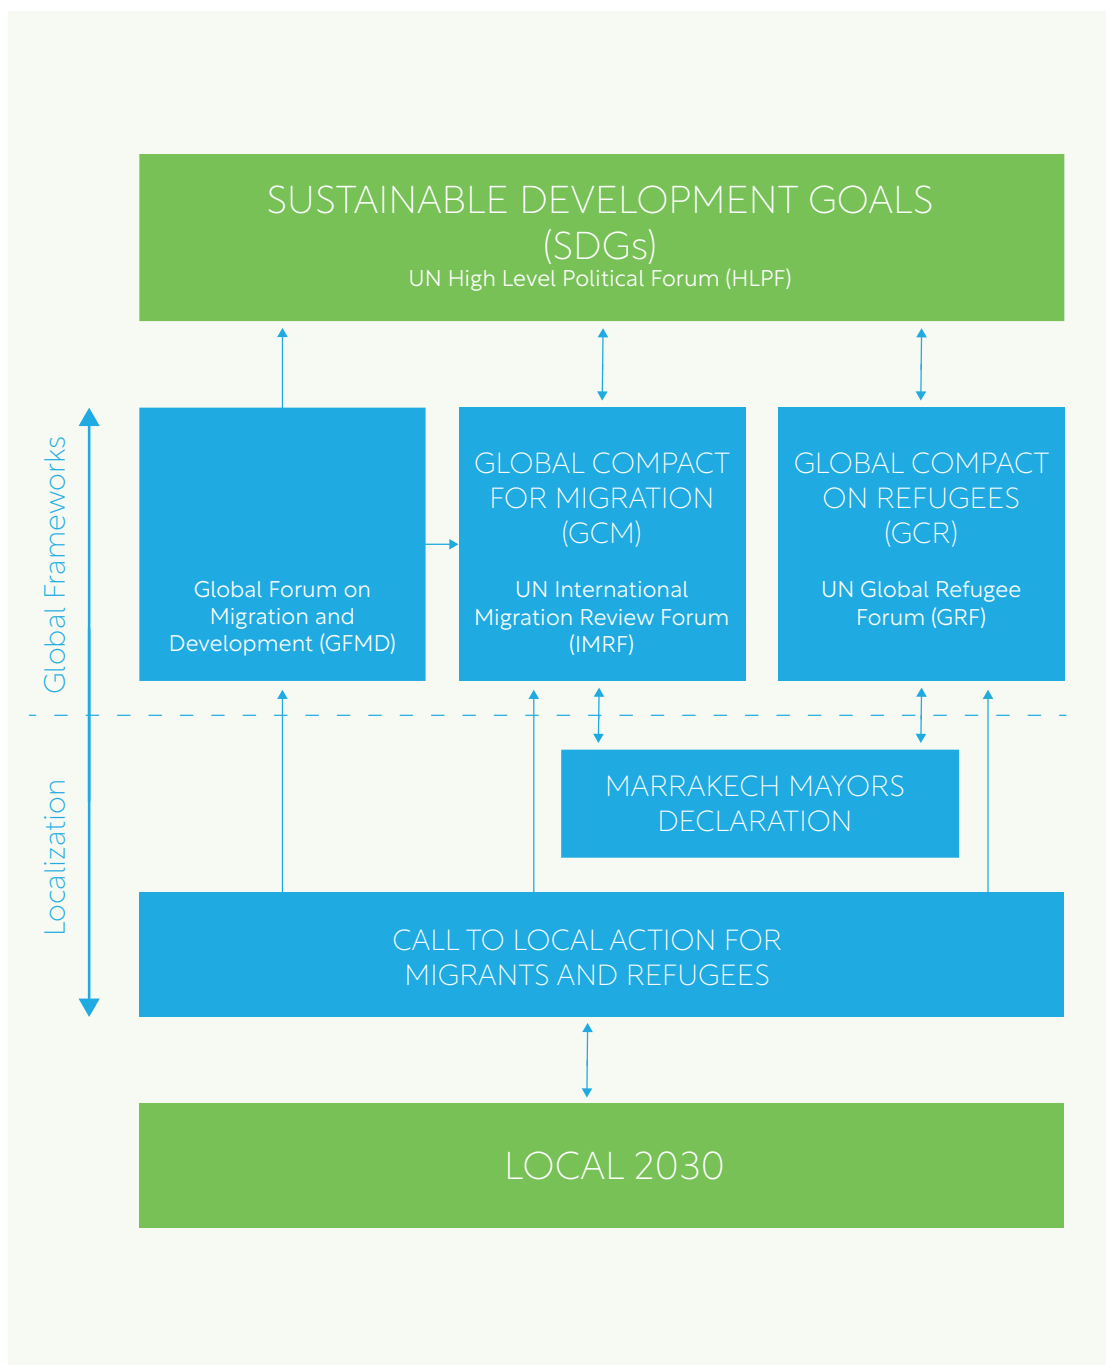 SUSTAINABLE DEVELOPMENT GOALS
(SDGs)
UN High Level Political Forum (HLPF)
Global Frameworks
Global Forum on
Migration and
Development (GFMD)
GLOBAL COMPACT
FOR MIGRATION
(GCM)
UN International
Migration Review Forum
(IMRF)
GLOBAL COMPACT
ON REFUGEES
(GCR)
UN Global Refugee
Forum (GRF)
Localization
MARRAKECH MAYORS
DECLARATION
CALL TO LOCAL ACTION FOR
MIGRANTS AND REFUGEES
LOCAL 2030